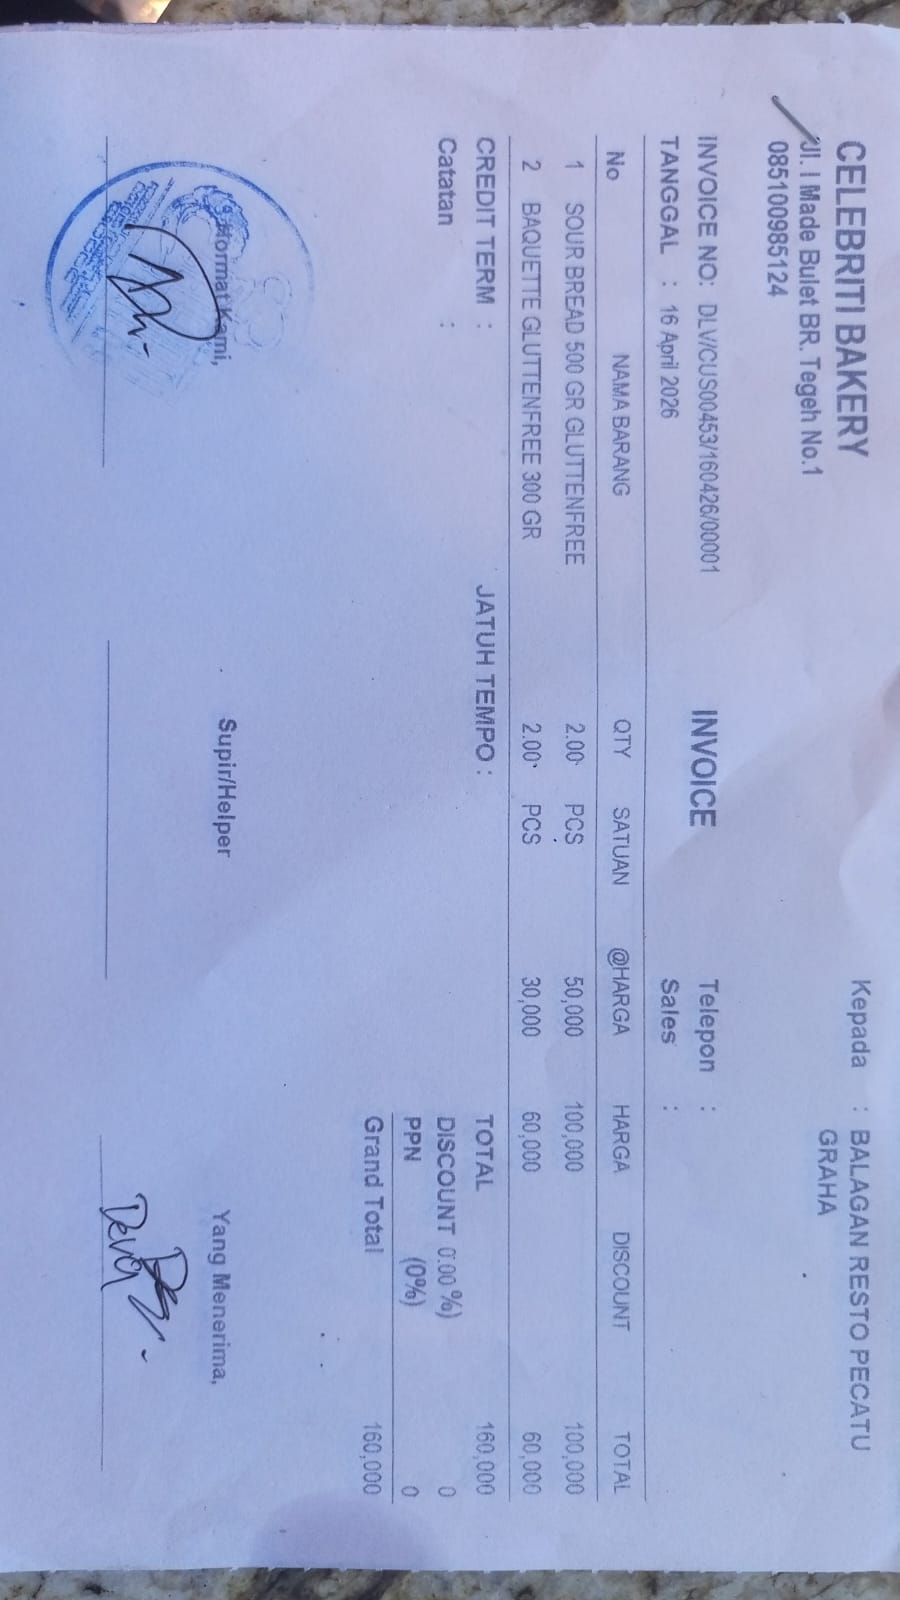 CELEBRITI BAKERY
Jl. I Made Bulet BR. Tegeh No.1
085100985124
Kepada : BALAGAN RESTO PECATU
GRAHA
INVOICE
INVOICE NO: DLV/CUS00453/160426/00001 Telepon :
TANGGAL : 16 April 2026 Sales :
No NAMA BARANG QTY SATUAN @HARGA HARGA DISCOUNT TOTAL
1 SOUR BREAD 500 GR GLUTTENFREE 2.00 PCS 50,000 100,000 100,000
2 BAQUETTE GLUTTENFREE 300 GR 2.00 PCS 30,000 60,000 60,000
CREDIT TERM : JATUH TEMPO : TOTAL 160,000
Catatan : DISCOUNT 0.00 %) 0
PPN (0%) 0
Grand Total 160,000
Hormat Kami, Supir/Helper Yang Menerima,
Deva